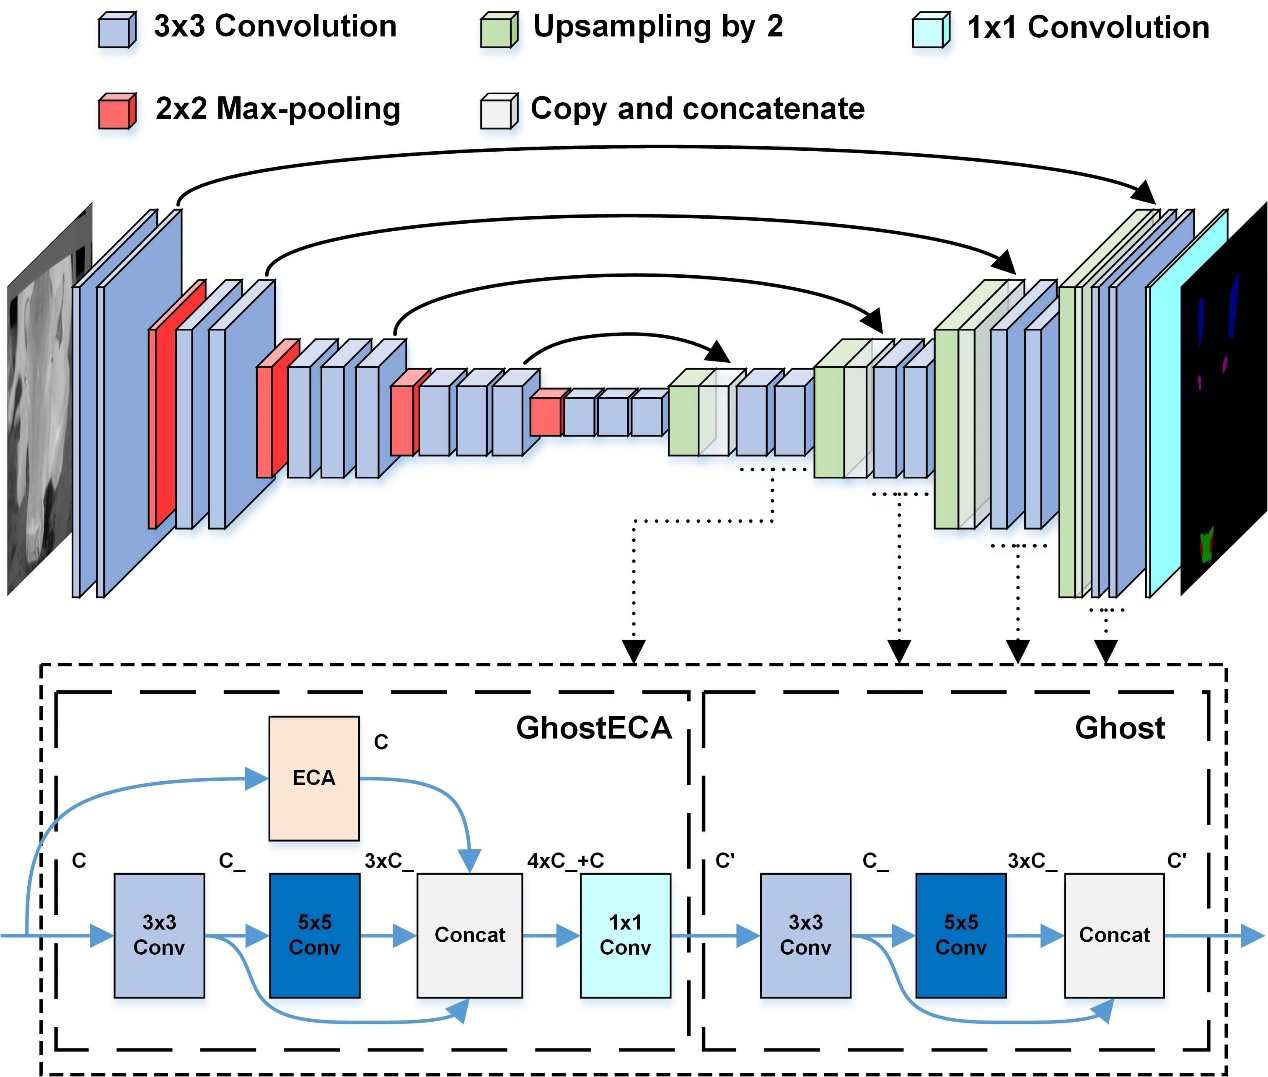 3x3 Convolution
Upsampling by 2
1x1 Convolution
2x2 Max-pooling
Copy and concatenate
GhostECA
Ghost
ECA
C
C
C_
3xC_
4xC_+C
C'
C_
3xC_
C'
3x3
Conv
5x5
Conv
Concat
1x1
Conv
3x3
Conv
5x5
Conv
Concat